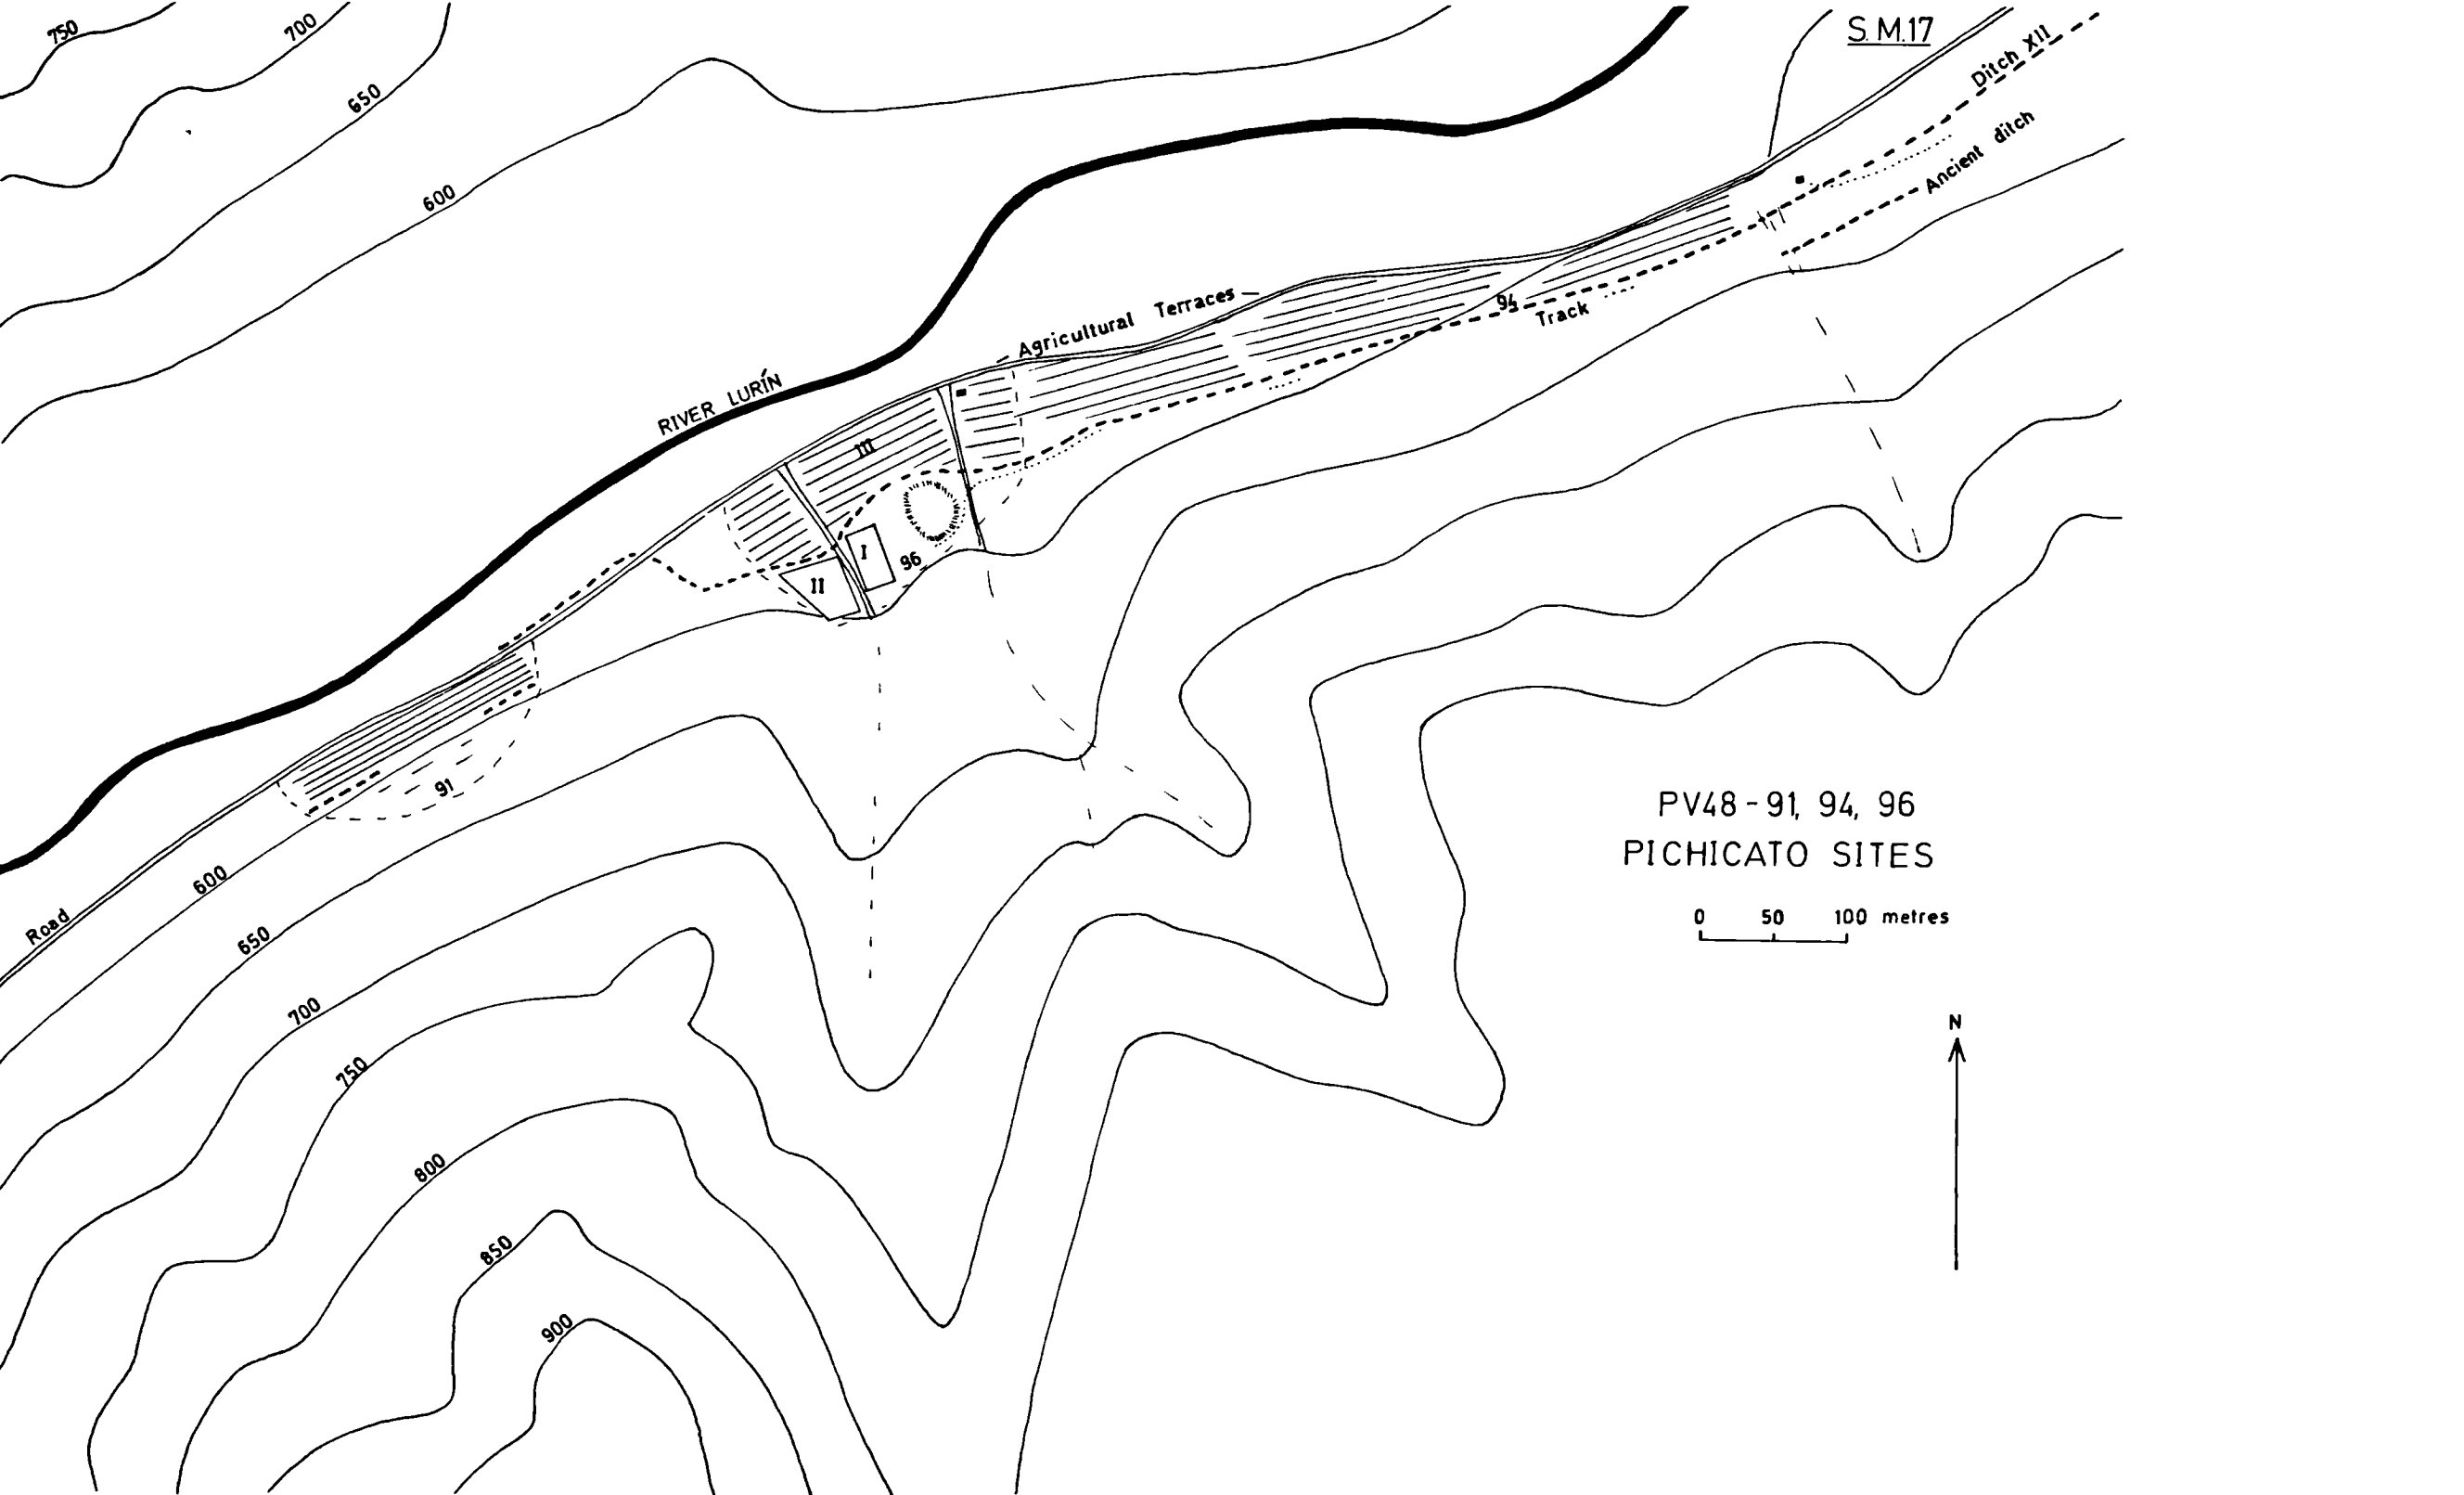 750
700
650
600
S.M.17
Ditch XII
Ancient ditch
Agricultural Terraces
94
Track
RIVER LURÍN
III
I
96
II
91
600
Road
650
700
750
800
850
900
PV48-91, 94, 96
PICHICATO SITES
0 50 100 metres
N